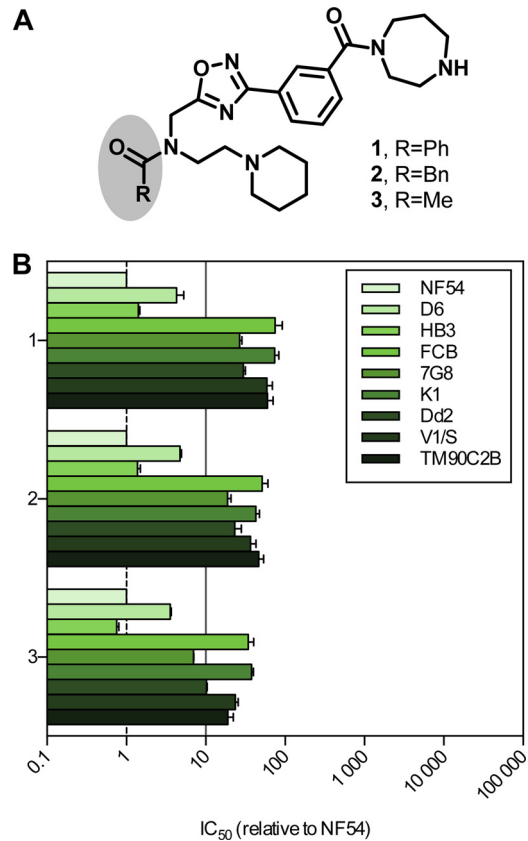 A
O
N
O N
N
NH
N
O
N
N
R
1, R=Ph
2, R=Bn
3, R=Me
B
NF54
D6
HB3
FCB
7G8
K1
Dd2
V1/S
TM90C2B
1
2
3
0.1 1 10 100 1 000 10 000 100 000
IC50 (relative to NF54)